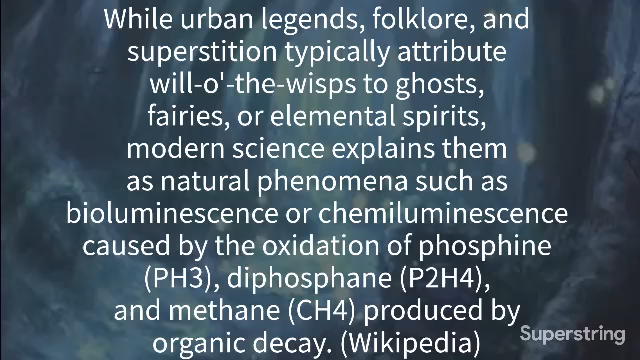 While urban legends, folklore, and
superstition typically attribute
will-o'-the-wisps to ghosts,
fairies, or elemental spirits,
modern science explains them
as natural phenomena such as
bioluminescence or chemiluminescence
caused by the oxidation of phosphine
(PH3), diphosphane (P2H4),
and methane (CH4) produced by
organic decay. (Wikipedia)
Superstring